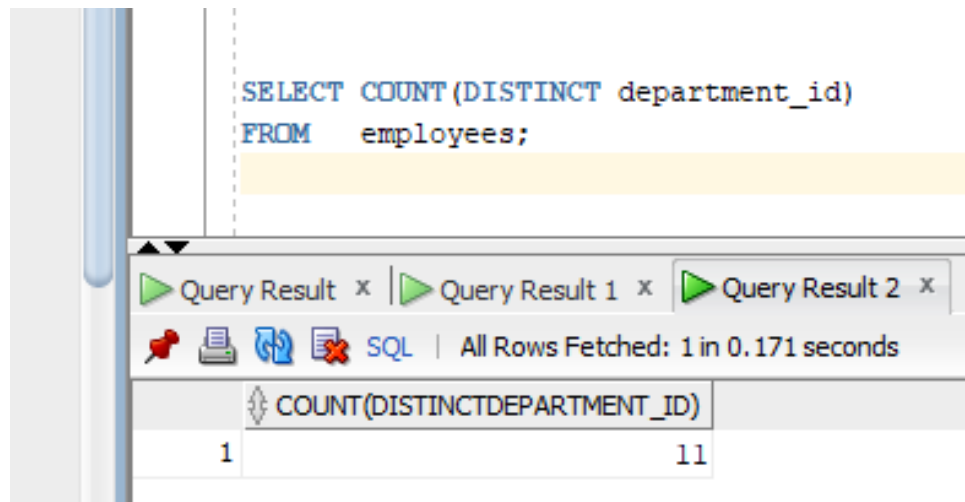 SELECT COUNT(DISTINCT department_id)
FROM employees;
Query Result x Query Result 1 x Query Result 2 x
SQL | All Rows Fetched: 1 in 0.171 seconds
COUNT(DISTINCTDEPARTMENT_ID)
1 11